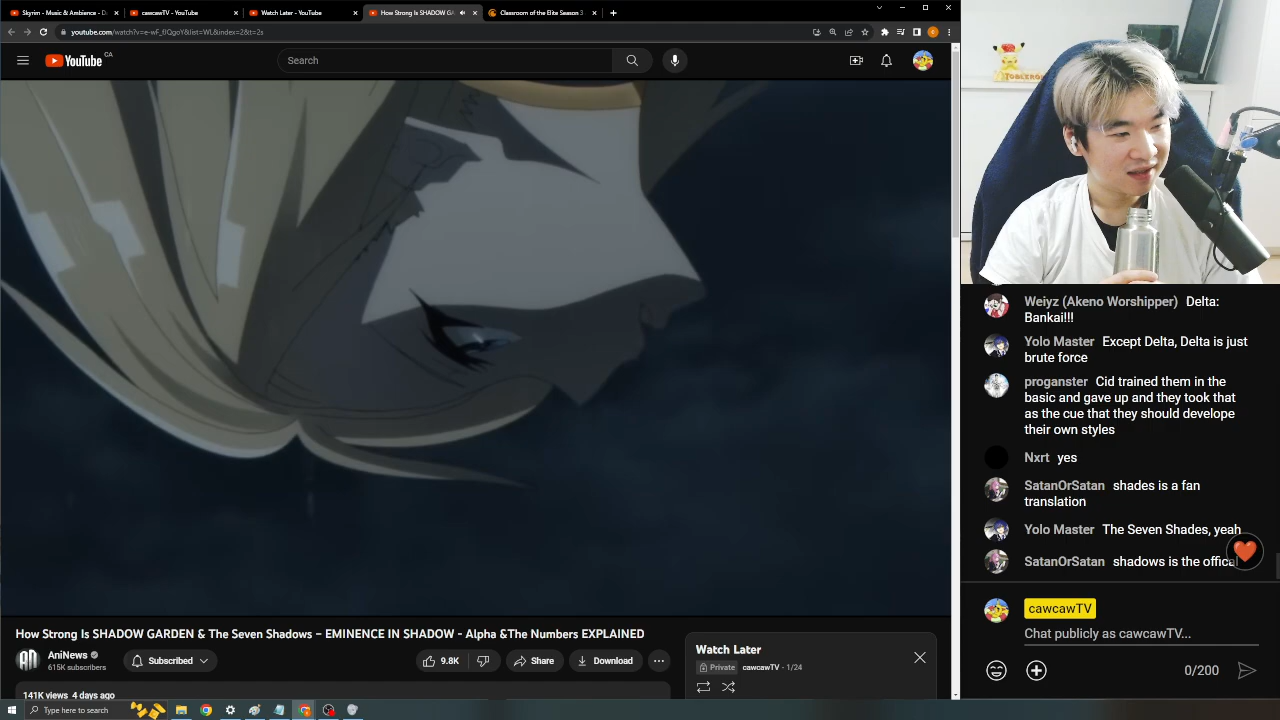 Skyrim - Music & Ambience - D
cawcawTV - YouTube
Watch Later - YouTube
How Strong Is SHADOW GA
Classroom of the Elite Season 3
youtube.com/watch?v=e-wF_fJQgoY&list=WL&index=2&t=2s
YouTube CA
Search
TOBLERON
Weiyz (Akeno Worshipper) Delta:
Bankai!!!
Yolo Master Except Delta, Delta is just
brute force
proganster Cid trained them in the
basic and gave up and they took that
as the cue that they should develope
their own styles
Nxrt yes
SatanOrSatan shades is a fan
translation
Yolo Master The Seven Shades, yeah
SatanOrSatan shadows is the offical
cawcawTV
Chat publicly as cawcawTV...
0/200
How Strong Is SHADOW GARDEN & The Seven Shadows – EMINENCE IN SHADOW - Alpha &The Numbers EXPLAINED
AN
AniNews
615K subscribers
Subscribed
9.8K
Share
Download
141K views 4 days ago
Watch Later
Private cawcawTV - 1/24
Type here to search